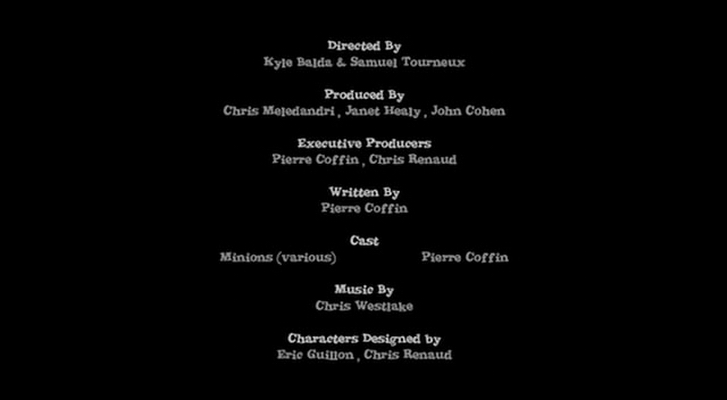 Directed By
Kyle Balda & Samuel Tourneux
Produced By
Chris Meledandri, Janet Healy, John Cohen
Executive Producers
Pierre Coffin, Chris Renaud
Written By
Pierre Coffin
Cast
Minions (various) Pierre Coffin
Music By
Chris Westlake
Characters Designed by
Eric Guillon, Chris Renaud